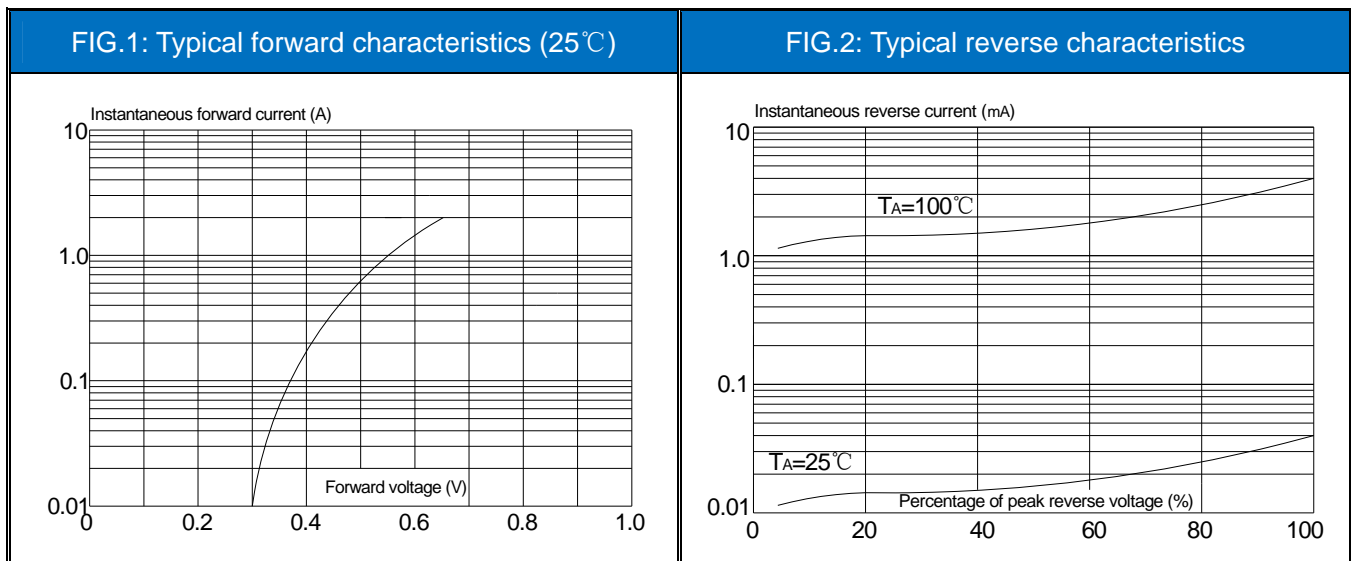 FIG.1: Typical forward characteristics (25℃)
Instantaneous forward current (A)
10
1.0
0.1
0.01
Forward voltage (V)
0 0.2 0.4 0.6 0.8 1.0
FIG.2: Typical reverse characteristics
Instantaneous reverse current (mA)
10
TA=100℃
1.0
0.1
TA=25℃
0.01
Percentage of peak reverse voltage (%)
0 20 40 60 80 100